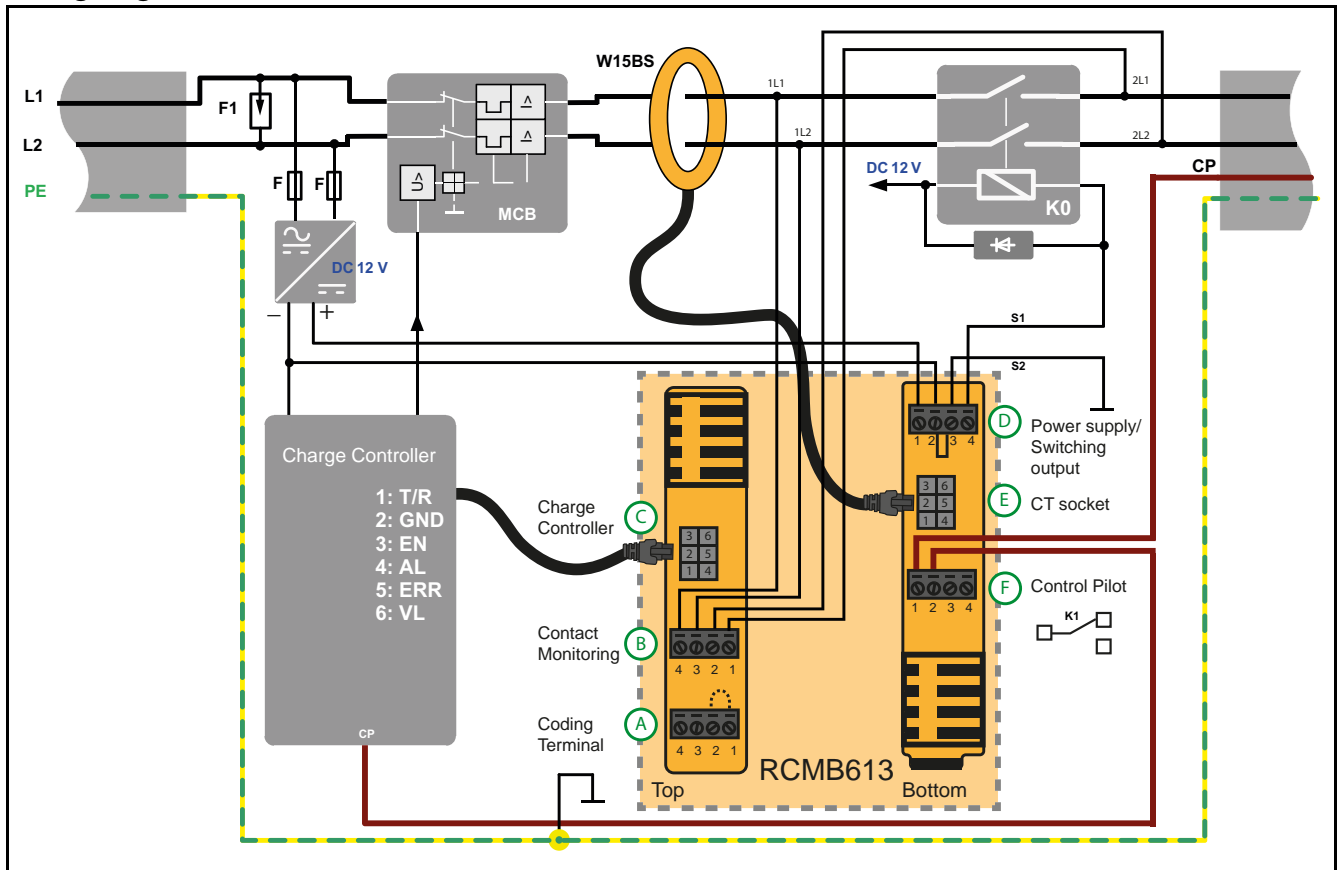 W15BS
L1
F1
1L1
2L1
L2
1L2
2L2
PE
F
F
MCB
DC 12 V
K0
CP
DC 12 V
− +
S1
S2
Charge Controller
1: T/R
2: GND
3: EN
4: AL
5: ERR
6: VL
CP
Charge
Controller
C
3 6
2 5
1 4
Contact
Monitoring
B
4 3 2 1
Coding
Terminal
A
4 3 2 1
Top
RCMB613
Bottom
1 2 3 4
D
Power supply/
Switching
output
3 6
2 5
1 4
E
CT socket
F
Control Pilot
1 2 3 4
K1